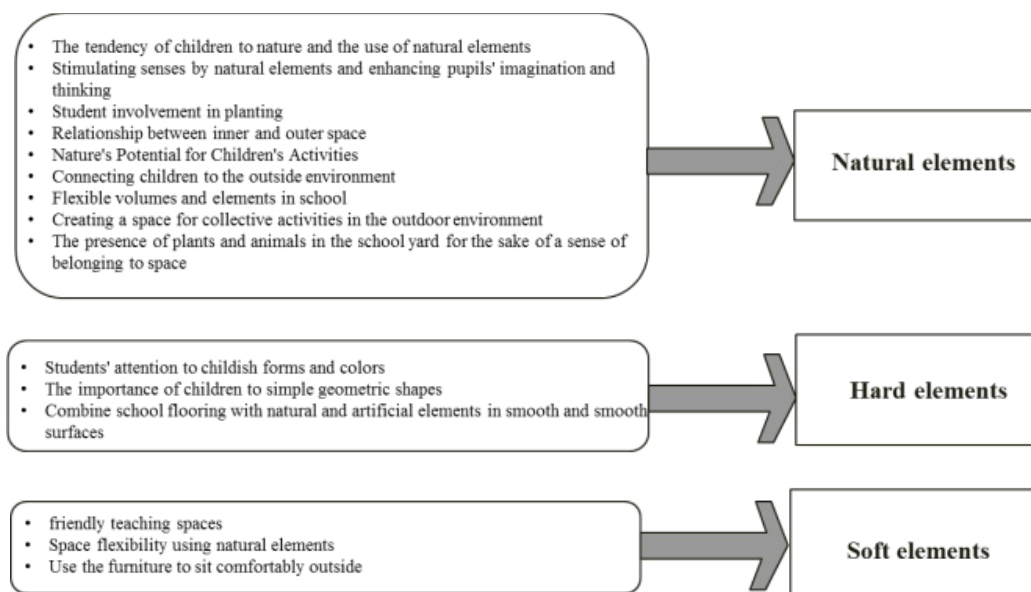 • The tendency of children to nature and the use of natural elements
• Stimulating senses by natural elements and enhancing pupils' imagination and
thinking
• Student involvement in planting
• Relationship between inner and outer space
• Nature's Potential for Children's Activities
• Connecting children to the outside environment
• Flexible volumes and elements in school
• Creating a space for collective activities in the outdoor environment
• The presence of plants and animals in the school yard for the sake of a sense of
belonging to space
Natural elements
• Students' attention to childish forms and colors
• The importance of children to simple geometric shapes
• Combine school flooring with natural and artificial elements in smooth and smooth
surfaces
Hard elements
• friendly teaching spaces
• Space flexibility using natural elements
• Use the furniture to sit comfortably outside
Soft elements